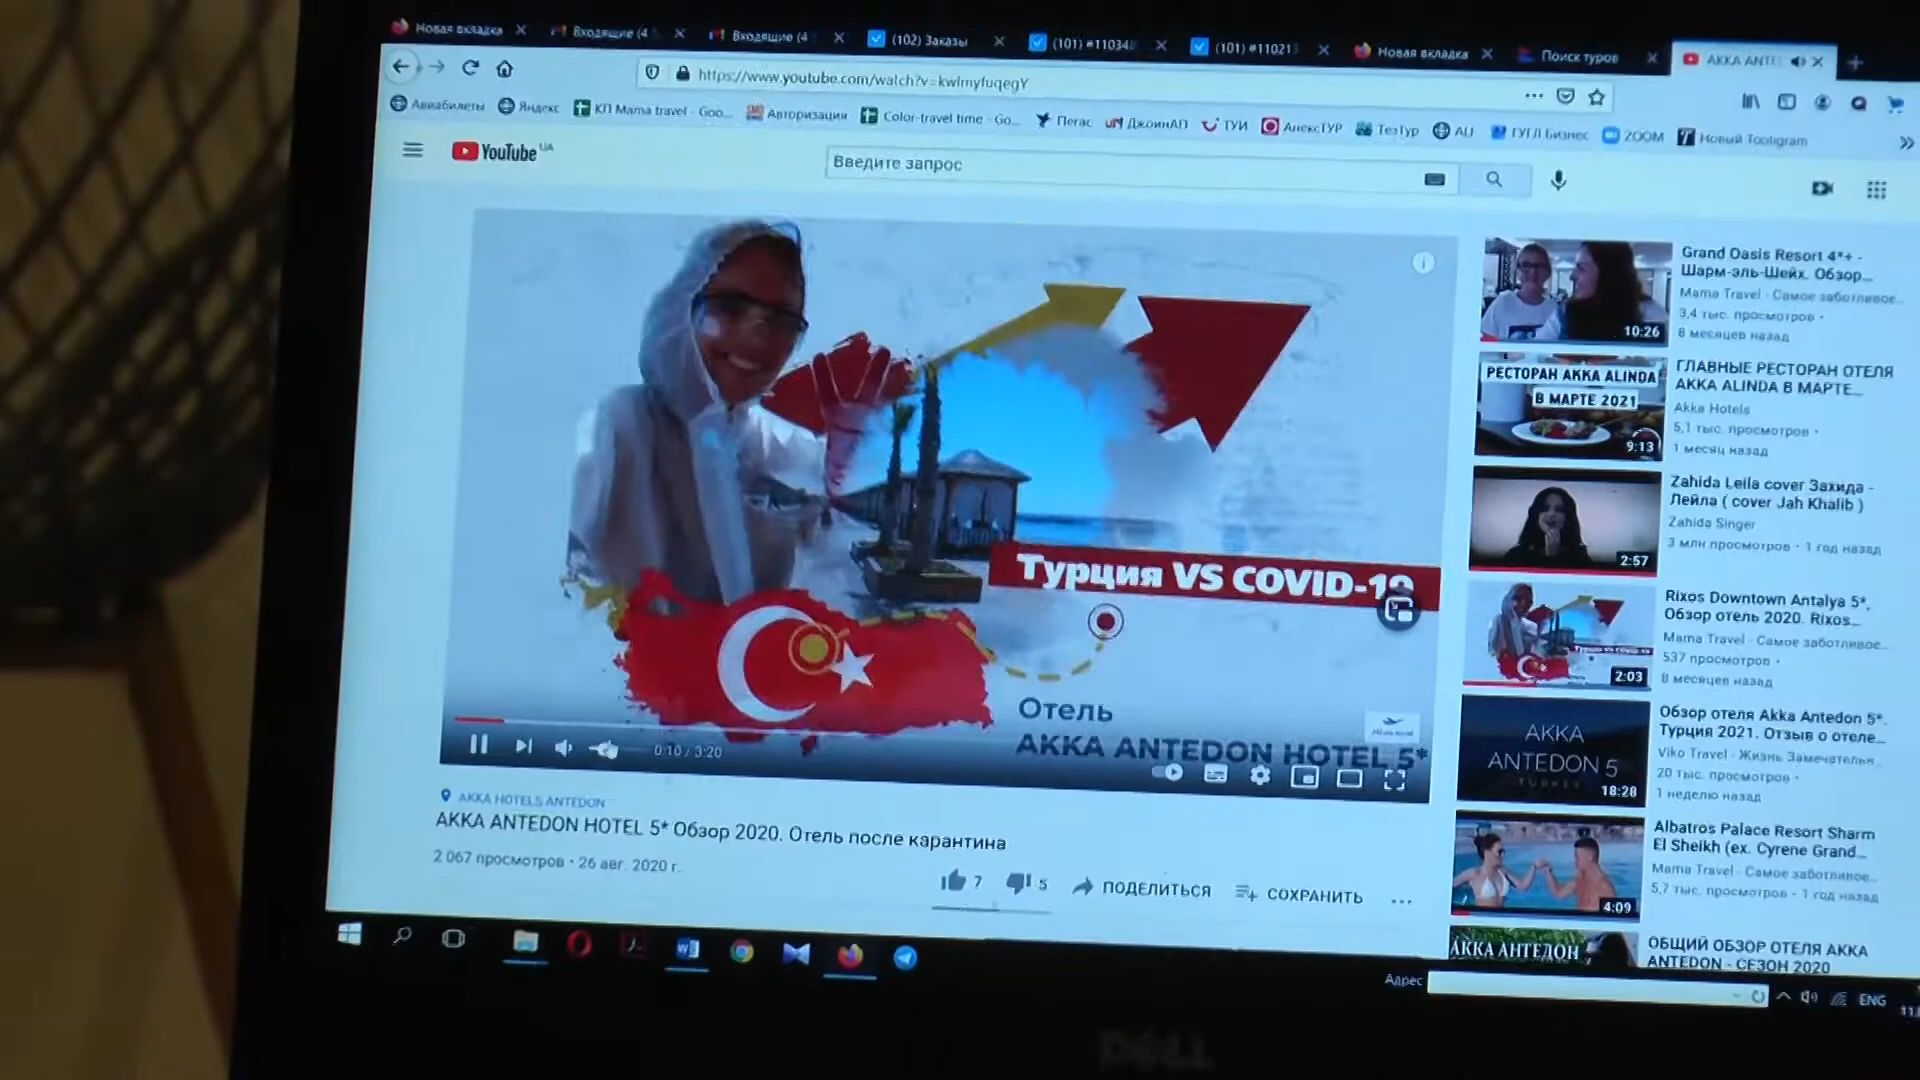 Новая вкладка
Входящие (4
Входящие (4
(102) Заказы
(101) #11034
(101) #11021
Новая вкладка
Поиск туров
AKKA ANTE
https://www.youtube.com/watch?v=kwlmyfuqegY
Авиабилеты
Яндекс
КП Mama travel - Goo...
Авторизация
Color-travel time - Go...
Пегас
ДжоинАП
ТУИ
АнексТУР
ТезТур
ГУГЛ Бизнес
ZOOM
Новый Tooligram
YouTube UA
Введите запрос
Турция VS COVID-19
Отель
AKKA ANTEDON HOTEL 5*
0:10 / 3:20
AKKA HOTELS ANTEDON
AKKA ANTEDON HOTEL 5* Обзор 2020. Отель после карантина
2 067 просмотров • 26 авг. 2020 г.
7
5
ПОДЕЛИТЬСЯ
СОХРАНИТЬ
10:26
Grand Oasis Resort 4*+ -
Шарм-эль-Шейх. Обзор...
Mama Travel - Самое заботливое...
3,4 тыс. просмотров •
8 месяцев назад
РЕСТОРАН AKKA ALINDA
В МАРТЕ 2021
9:13
ГЛАВНЫЕ РЕСТОРАН ОТЕЛЯ
AKKA ALINDA В МАРТЕ...
Akka Hotels
5,1 тыс. просмотров •
1 месяц назад
2:57
Zahida Leila cover Захида -
Лейла ( cover Jah Khalib )
Zahida Singer
3 млн просмотров • 1 год назад
Турция VS COVID-19
2:03
Rixos Downtown Antalya 5*,
Обзор отель 2020. Rixos...
Mama Travel - Самое заботливое...
537 просмотров •
8 месяцев назад
AKKA
ANTEDON 5
TURKEY
18:28
Обзор отеля Akka Antedon 5*.
Турция 2021. Отзыв о отеле...
Viko Travel - Жизнь Замечательн...
20 тыс. просмотров •
1 неделю назад
4:09
Albatros Palace Resort Sharm
El Sheikh (ex. Cyrene Grand...
Mama Travel - Самое заботливое...
5,7 тыс. просмотров • 1 год назад
АККА АНТЕДОН
ОБЩИЙ ОБЗОР ОТЕЛЯ AKKA
ANTEDON - СЕЗОН 2020
Адрес
ENG
DELL